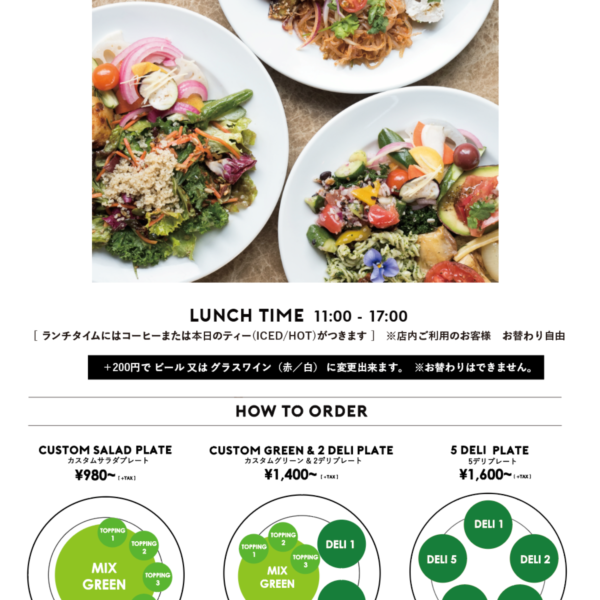 LUNCH TIME 11:00 - 17:00
[ ランチタイムにはコーヒーまたは本日のティー(ICED/HOT)がつきます ] ※店内ご利用のお客様 お替わり自由
+200円で ビール 又は グラスワイン（赤／白） に変更出来ます。 ※お替わりはできません。
HOW TO ORDER
CUSTOM SALAD PLATE
カスタムサラダプレート
¥980~ [+TAX]
CUSTOM GREEN & 2 DELI PLATE
カスタムグリーン & 2デリプレート
¥1,400~ [+TAX]
5 DELI PLATE
5デリプレート
¥1,600~ [+TAX]
TOPPING 1
TOPPING 2
TOPPING 3
MIX GREEN
TOPPING 1
TOPPING 2
TOPPING 3
MIX GREEN
DELI 1
DELI 1
DELI 5
DELI 2